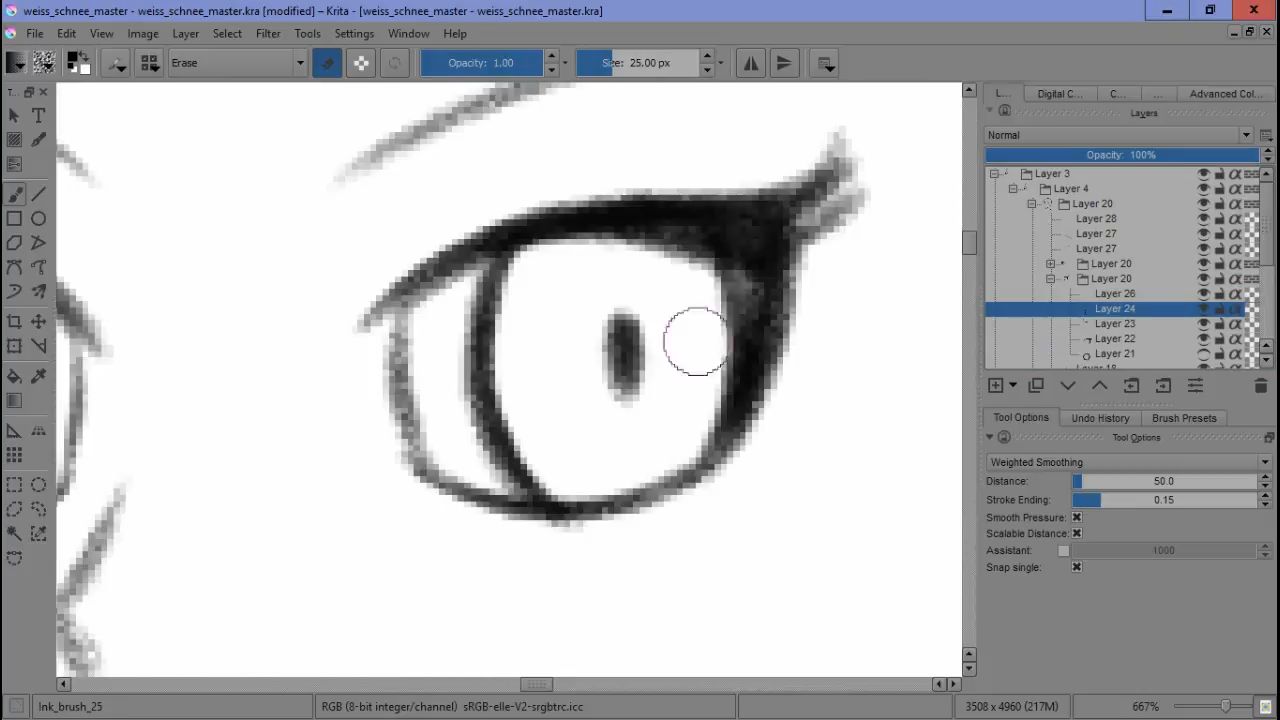 weiss_schnee_master - weiss_schnee_master.kra [modified] – Krita - [weiss_schnee_master - weiss_schnee_master.kra]
File Edit View Image Layer Select Filter Tools Settings Window Help
Erase Opacity: 1.00 Size: 25.00 px
T... L... Digital C... C... ... Advanced Col...
Layers
Normal
Opacity: 100%
Layer 3
Layer 4
Layer 20
Layer 28
Layer 27
Layer 27
Layer 20
Layer 20
Layer 26
Layer 24
Layer 23
Layer 22
Layer 21
Tool Options Undo History Brush Presets
Tool Options
Weighted Smoothing
Distance: 50.0
Stroke Ending: 0.15
Smooth Pressure:
Scalable Distance:
Assistant: 1000
Snap single:
Ink_brush_25 RGB (8-bit integer/channel) sRGB-elle-V2-srgbtrc.icc 3508 x 4960 (217M) 667%